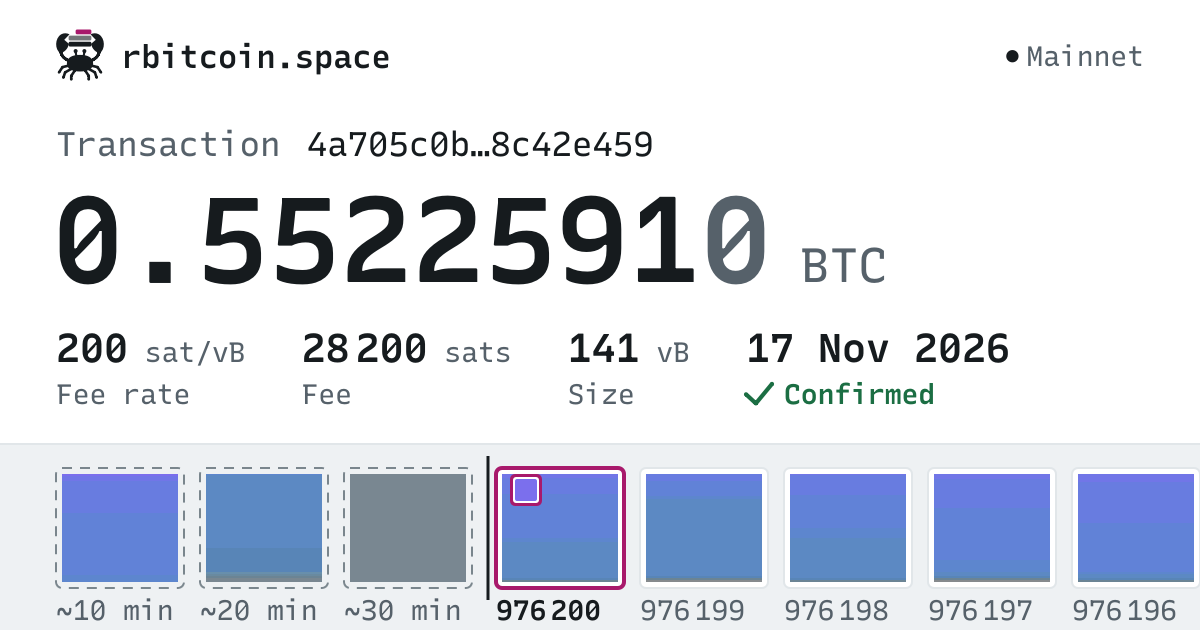 rbitcoin.space
Mainnet
Transaction 4a705c0b…8c42e459
0.55225910 BTC
200 sat/vB 28 200 sats 141 vB 17 Nov 2026
Fee rate Fee Size Confirmed
~10 min ~20 min ~30 min 976 200 976 199 976 198 976 197 976 196